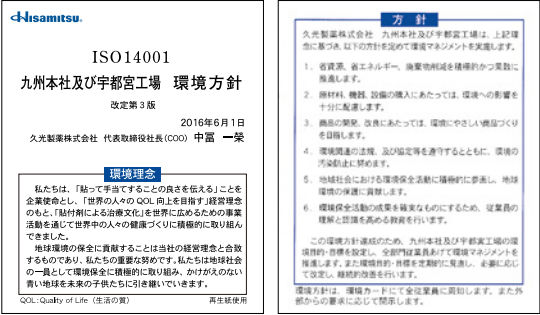 Hisamitsu
ISO14001
九州本社及び宇都宮工場 環境方針
改定第3版
2016年6月1日
久光製薬株式会社 代表取締役社長(COO) 中冨 一榮
環境理念
私たちは、「貼って手当てすることの良さを伝える」ことを
企業使命とし、「世界の人々の QOL 向上を目指す」経営理念
のもと、「貼付剤による治療文化」を世界に広めるための事業
活動を通じて世界中の人々の健康づくりに積極的に取り組ん
できました。
地球環境の保全に貢献することは当社の経営理念と合致
するものであり、私たちの重要な努めです。私たちは地球社会
の一員として環境保全に積極的に取り組み、かけがえのない
青い地球を未来の子供たちに引き継いでいきます。
QOL:Quality of Life(生活の質)
再生紙使用
方 針
久光製薬株式会社 九州本社及び宇都宮工場は、上記理
念に基づき、以下の方針を定めて環境マネジメントを実施します。
1. 省資源、省エネルギー、廃棄物削減を積極的かつ果敢に
推進します。
2. 原材料、機器、設備の購入にあたっては、環境への影響を
十分に配慮します。
3. 商品の開発、改良にあたっては、環境にやさしい商品づくり
を目指します。
4. 環境関連の法規、及び協定等を遵守するとともに、環境の
汚染防止に努めます。
5. 地域社会における環境保全活動に積極的に参画し、地球
環境の保護に貢献します。
6. 環境保全活動の成果を確実なものにするため、従業員の
理解と認識を高める教育を行います。
この環境方針達成のため、九州本社及び宇都宮工場の環
境目的・目標を設定し、全部門従業員あげて環境マネジメントを
推進します。また環境目的・目標を定期的に見直し、必要に応じ
て改定し、継続的改善を行います。
環境方針は、環境カードにて全従業員に周知します。また外
部からの要求に応じて開示します。